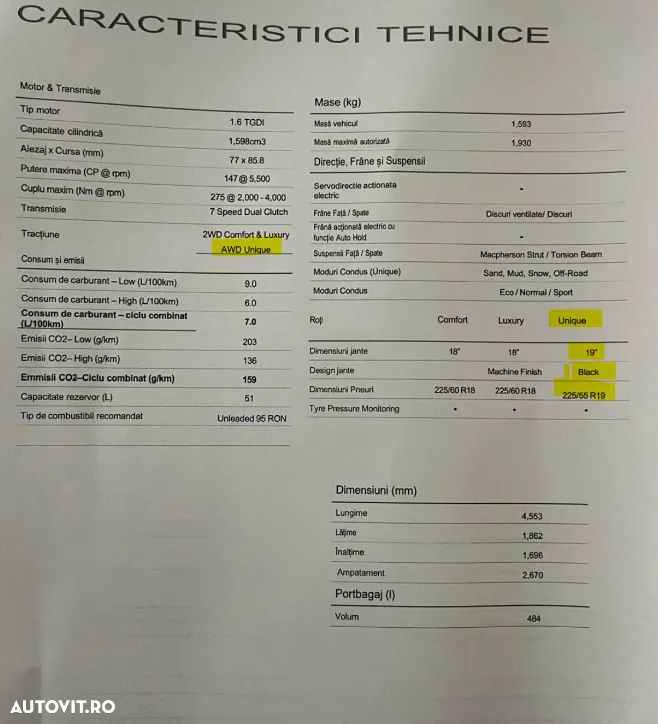 CARACTERISTICI TEHNICE
Motor & Transmisie
Tip motor 1.6 TGDI
Capacitate cilindrică 1,598cm3
Alezaj x Cursa (mm) 77 x 85.8
Putere maxima (CP @ rpm) 147 @ 5,500
Cuplu maxim (Nm @ rpm) 275 @ 2,000 - 4,000
Transmisie 7 Speed Dual Clutch
Tracțiune 2WD Comfort & Luxury
AWD Unique
Consum și emisii
Consum de carburant – Low (L/100km) 9.0
Consum de carburant – High (L/100km) 6.0
Consum de carburant – ciclu combinat
(L/100km) 7.0
Emisii CO2– Low (g/km) 203
Emisii CO2– High (g/km) 136
Emmisii CO2–Ciclu combinat (g/km) 159
Capacitate rezervor (L) 51
Tip de combustibil recomandat Unleaded 95 RON
Mase (kg)
Masă vehicul 1,593
Masă maximă autorizată 1,930
Direcție, Frâne și Suspensii
Servodirectie actionata
electric •
Frâne Față / Spate Discuri ventilate/ Discuri
Frână acționată electric cu
funcție Auto Hold •
Suspensii Față / Spate Macpherson Strut / Torsion Beam
Moduri Condus (Unique) Sand, Mud, Snow, Off-Road
Moduri Condus Eco / Normal / Sport
Roți Comfort Luxury Unique
Dimensiuni jante 18" 18" 19"
Design jante Machine Finish Black
Dimensiuni Pneuri 225/60 R18 225/60 R18 225/55 R19
Tyre Pressure Monitoring • • •
Dimensiuni (mm)
Lungime 4,553
Lățime 1,862
Înalțime 1,696
Ampatament 2,670
Portbagaj (l)
Volum 484
AUTOVIT.RO